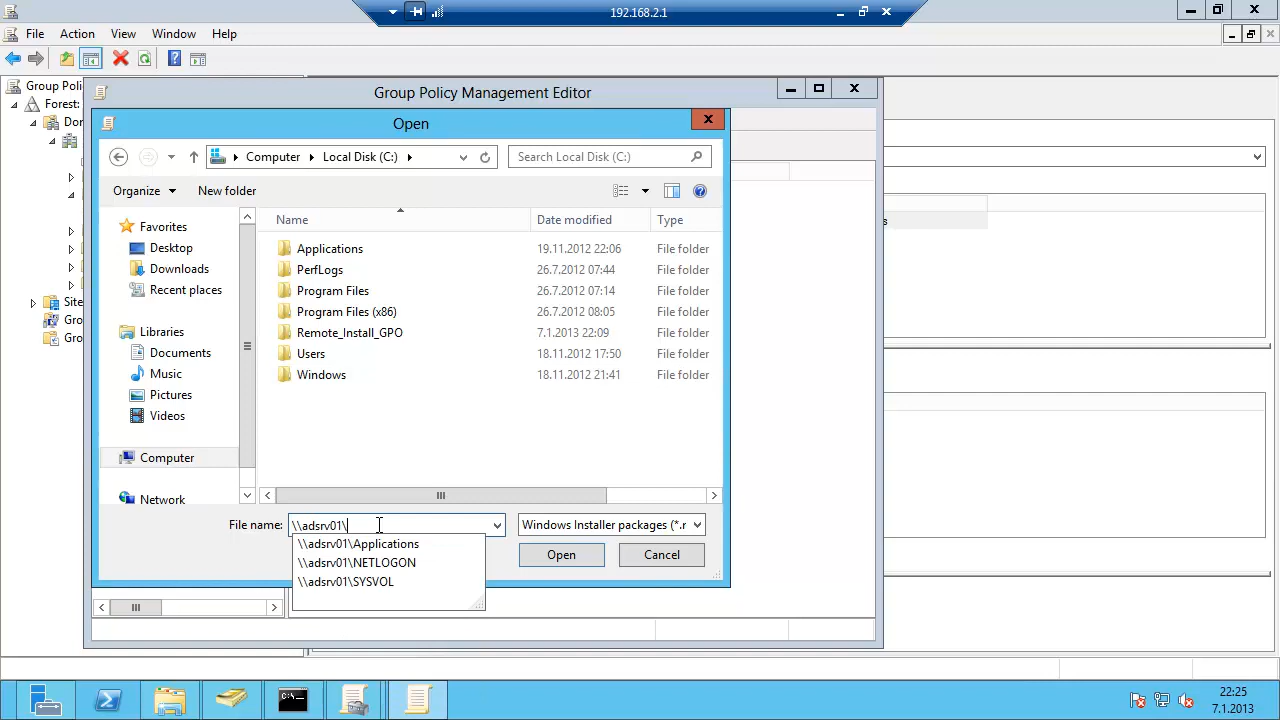 192.168.2.1
File Action View Window Help
Group Poli
Forest:
Dor
Site
Gro
Gro
Group Policy Management Editor
Open
Computer Local Disk (C:)
Search Local Disk (C:)
Organize New folder
Favorites
Desktop
Downloads
Recent places
Libraries
Documents
Music
Pictures
Videos
Computer
Network
Name Date modified Type
Applications 19.11.2012 22:06 File folder
PerfLogs 26.7.2012 07:44 File folder
Program Files 26.7.2012 07:14 File folder
Program Files (x86) 26.7.2012 08:05 File folder
Remote_Install_GPO 7.1.2013 22:09 File folder
Users 18.11.2012 17:50 File folder
Windows 18.11.2012 21:41 File folder
s
File name: \\adsrv01\
Windows Installer packages (*.r
\\adsrv01\Applications
\\adsrv01\NETLOGON
\\adsrv01\SYSVOL
Open Cancel
22:25
7.1.2013